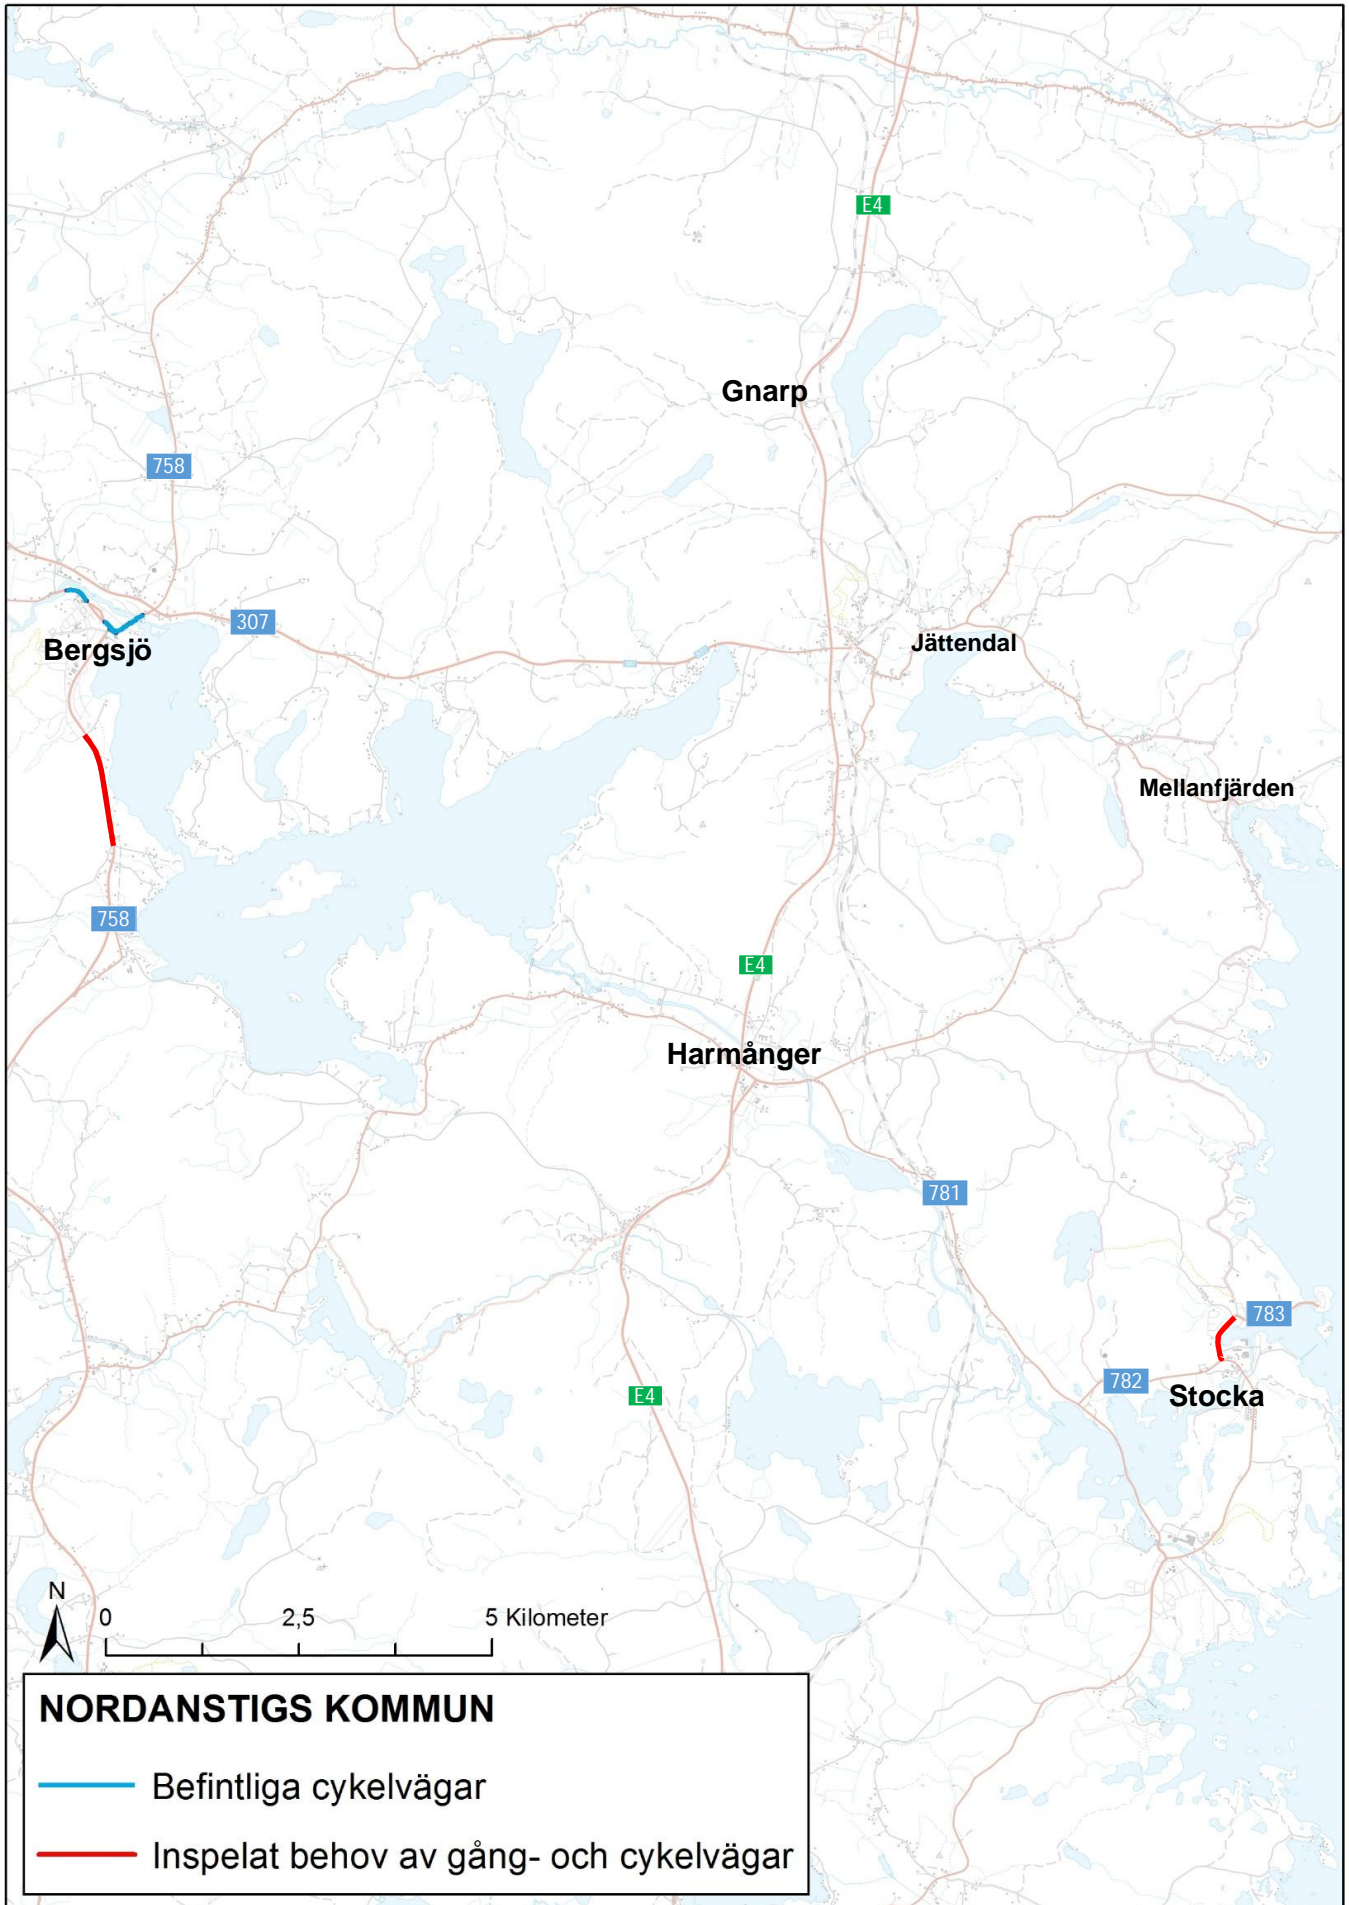 E4
Gnarp
758
307
Bergsjö
Jättendal
Mellanfjärden
758
E4
Harmånger
781
783
782
Stocka
E4
N
0 2,5 5 Kilometer
NORDANSTIGS KOMMUN
Befintliga cykelvägar
Inspelat behov av gång- och cykelvägar